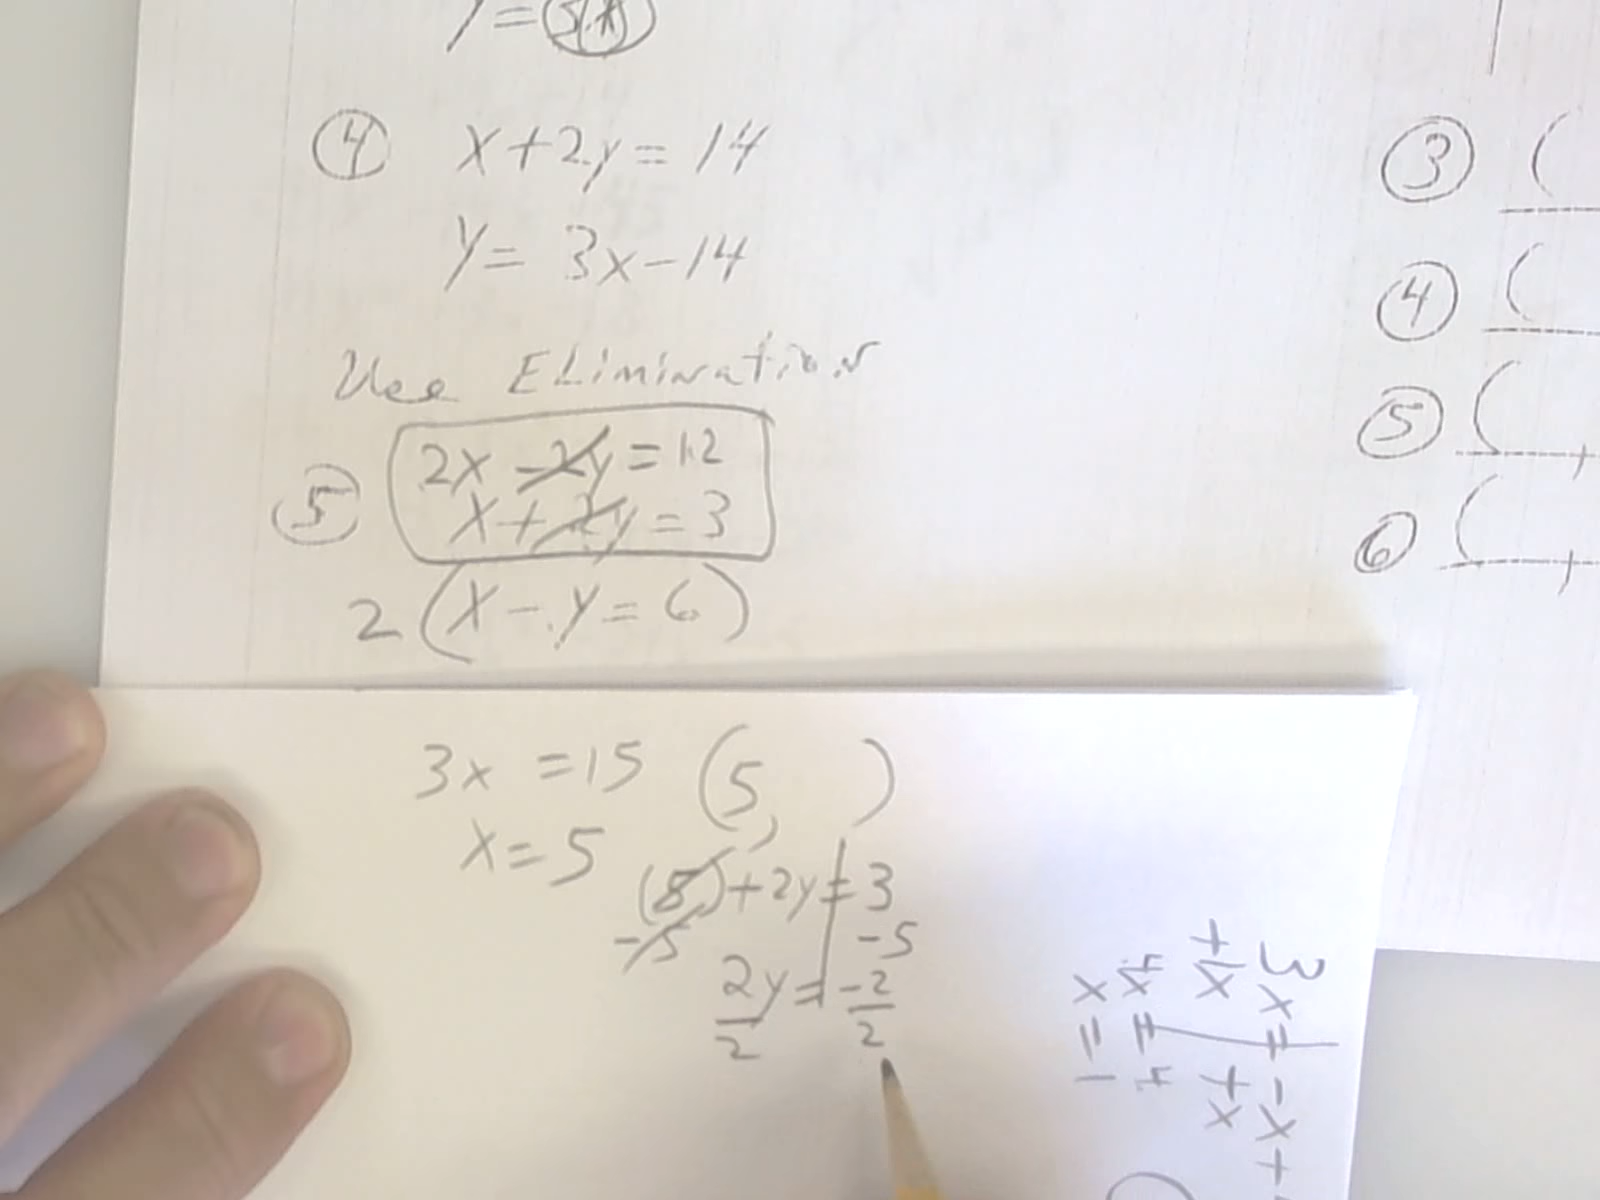 y =
④ x + 2y = 14
y = 3x - 14
Use Elimination
⑤ 2x - 2y = 12
x + 2y = 3
2 (x - y = 6)
3x = 15 (5, )
x = 5
(5) + 2y = 3
-5 -5
2y = -2
2 2
③ (
④ (
⑤ (
⑥ (
3x = -x +
+x +x
4x = 4
x = 1